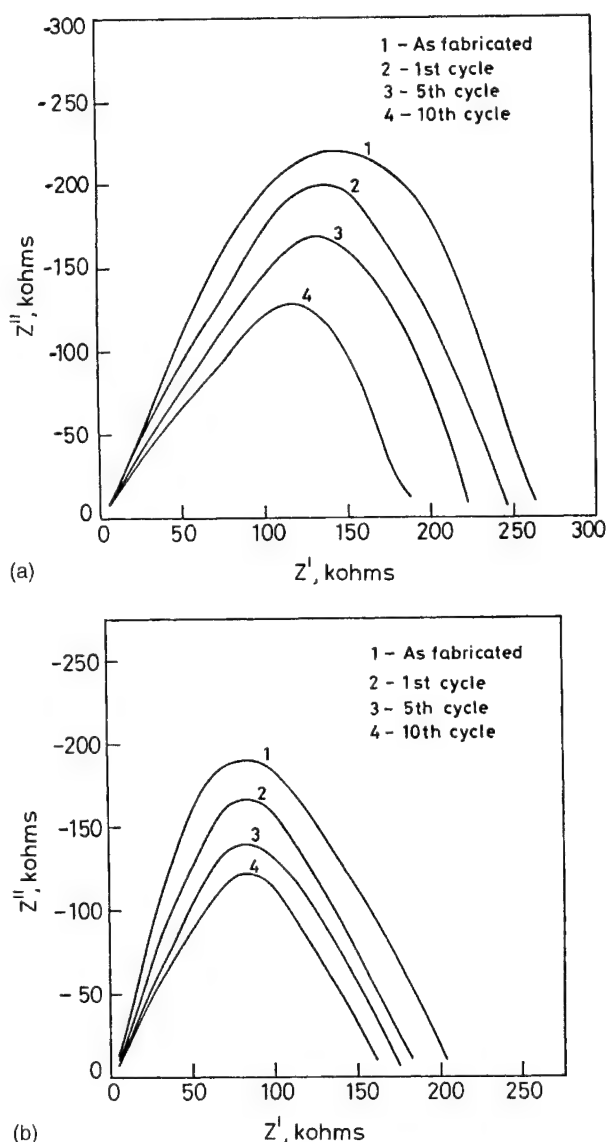 -300
-250
-200
-150
-100
-50
0
Z'', kohms
1 - As fabricated
2 - 1st cycle
3 - 5th cycle
4 - 10th cycle
1
2
3
4
0 50 100 150 200 250 300
(a)
Z', kohms
-250
-200
-150
-100
-50
0
Z'', kohms
1 - As fabricated
2 - 1st cycle
3 - 5th cycle
4 - 10th cycle
1
2
3
4
0 50 100 150 200 250
(b)
Z', kohms